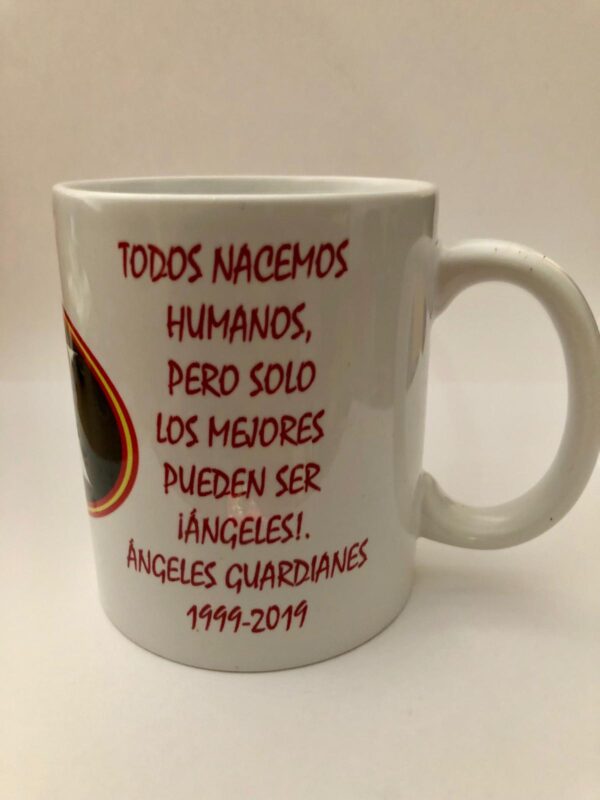 TODOS NACEMOS
HUMANOS,
PERO SOLO
LOS MEJORES
PUEDEN SER
¡ÁNGELES!.
ÁNGELES GUARDIANES
1999-2019